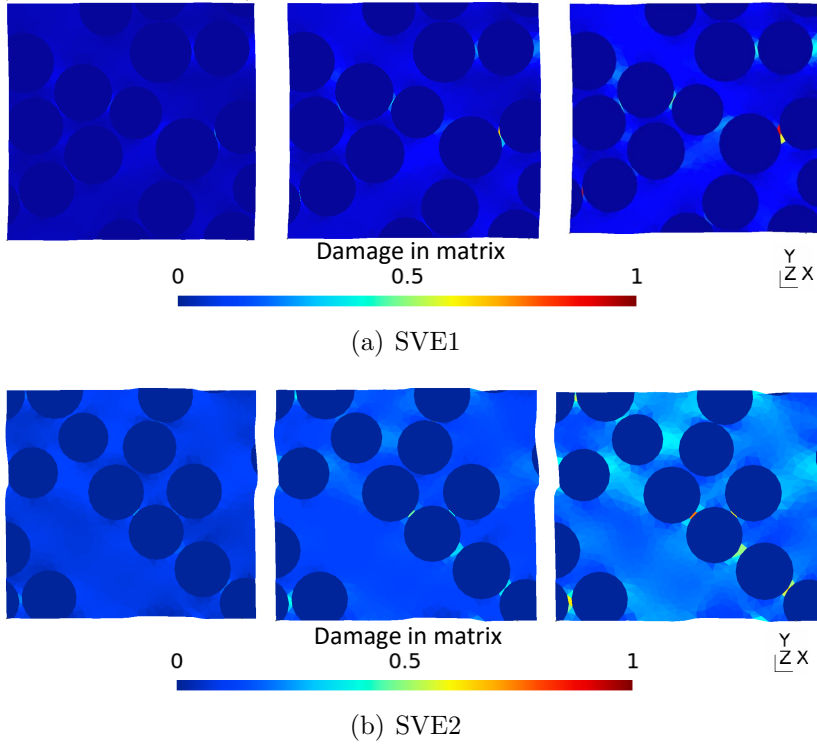 Damage in matrix
0 0.5 1
Y
Z X
(a) SVE1
Damage in matrix
0 0.5 1
Y
Z X
(b) SVE2